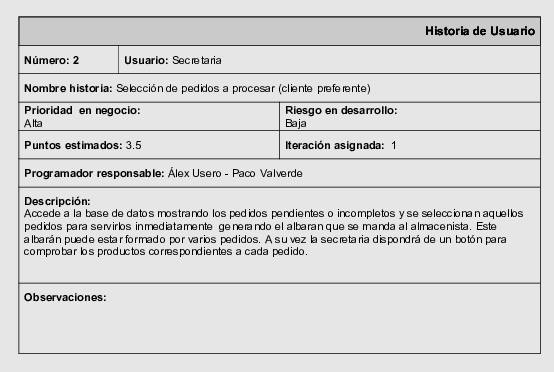 Historia de Usuario
Número: 2 Usuario: Secretaria
Nombre historia: Selección de pedidos a procesar (cliente preferente)
Prioridad en negocio: Riesgo en desarrollo:
Alta Baja
Puntos estimados: 3.5 Iteración asignada: 1
Programador responsable: Álex Usero - Paco Valverde
Descripción:
Accede a la base de datos mostrando los pedidos pendientes o incompletos y se seleccionan aquellos
pedidos para servirlos inmediatamente generando el albaran que se manda al almacenista. Este
albarán puede estar formado por varios pedidos. A su vez la secretaria dispondrá de un botón para
comprobar los productos correspondientes a cada pedido.
Observaciones: